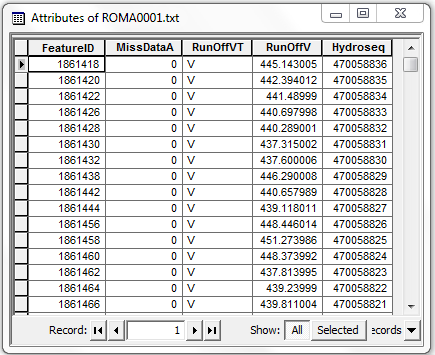 Attributes of ROMA0001.txt
FeatureID MissDataA RunOffVT RunOffV Hydroseq
1861418 0 V 445.143005 470058836
1861420 0 V 442.394012 470058835
1861422 0 V 441.48999 470058834
1861426 0 V 440.697998 470058833
1861428 0 V 440.289001 470058832
1861430 0 V 437.315002 470058831
1861432 0 V 437.600006 470058830
1861438 0 V 446.290008 470058829
1861442 0 V 440.657989 470058828
1861444 0 V 439.118011 470058827
1861456 0 V 448.446014 470058826
1861458 0 V 451.273986 470058825
1861460 0 V 448.373992 470058824
1861462 0 V 437.813995 470058823
1861464 0 V 439.23999 470058822
1861466 0 V 439.811004 470058821
Record: 1 Show: All Selected ecords